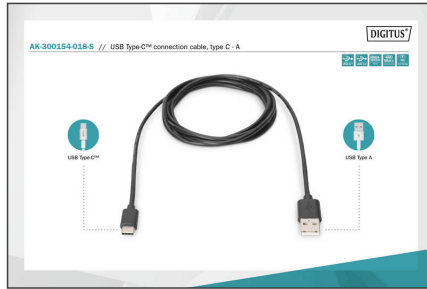 DIGITUS®
AK-300154-018-S // USB Type-C™ connection cable, type C - A
USB Type-C™
USB Type A